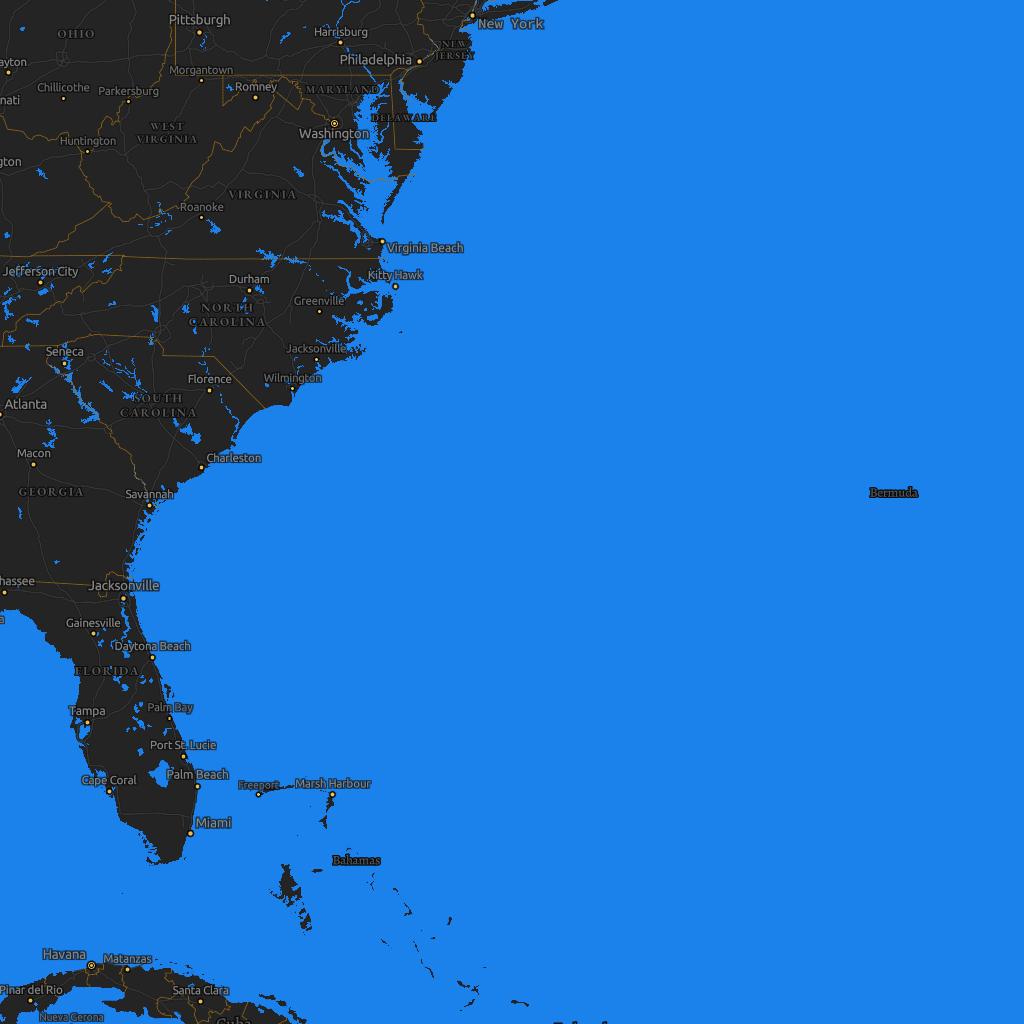 Pittsburgh
New York
OHIO
Harrisburg
NEW
JERSEY
Philadelphia
ayton
Morgantown
Chillicothe
Parkersburg
Romney
MARYLAND
nati
DELAWARE
WEST
VIRGINIA
Washington
Huntington
gton
VIRGINIA
Roanoke
Virginia Beach
Jefferson City
Durham
Kitty Hawk
Greenville
NORTH
CAROLINA
Seneca
Jacksonville
Florence
Wilmington
Atlanta
SOUTH
CAROLINA
Macon
Charleston
GEORGIA
Savannah
Bermuda
hassee
Jacksonville
a
Gainesville
Daytona Beach
FLORIDA
Tampa
Palm Bay
Port St. Lucie
Cape Coral
Palm Beach
Freeport
Marsh Harbour
Miami
Bahamas
Havana
Matanzas
Pinar del Río
Santa Clara
Nueva Gerona
Cuba